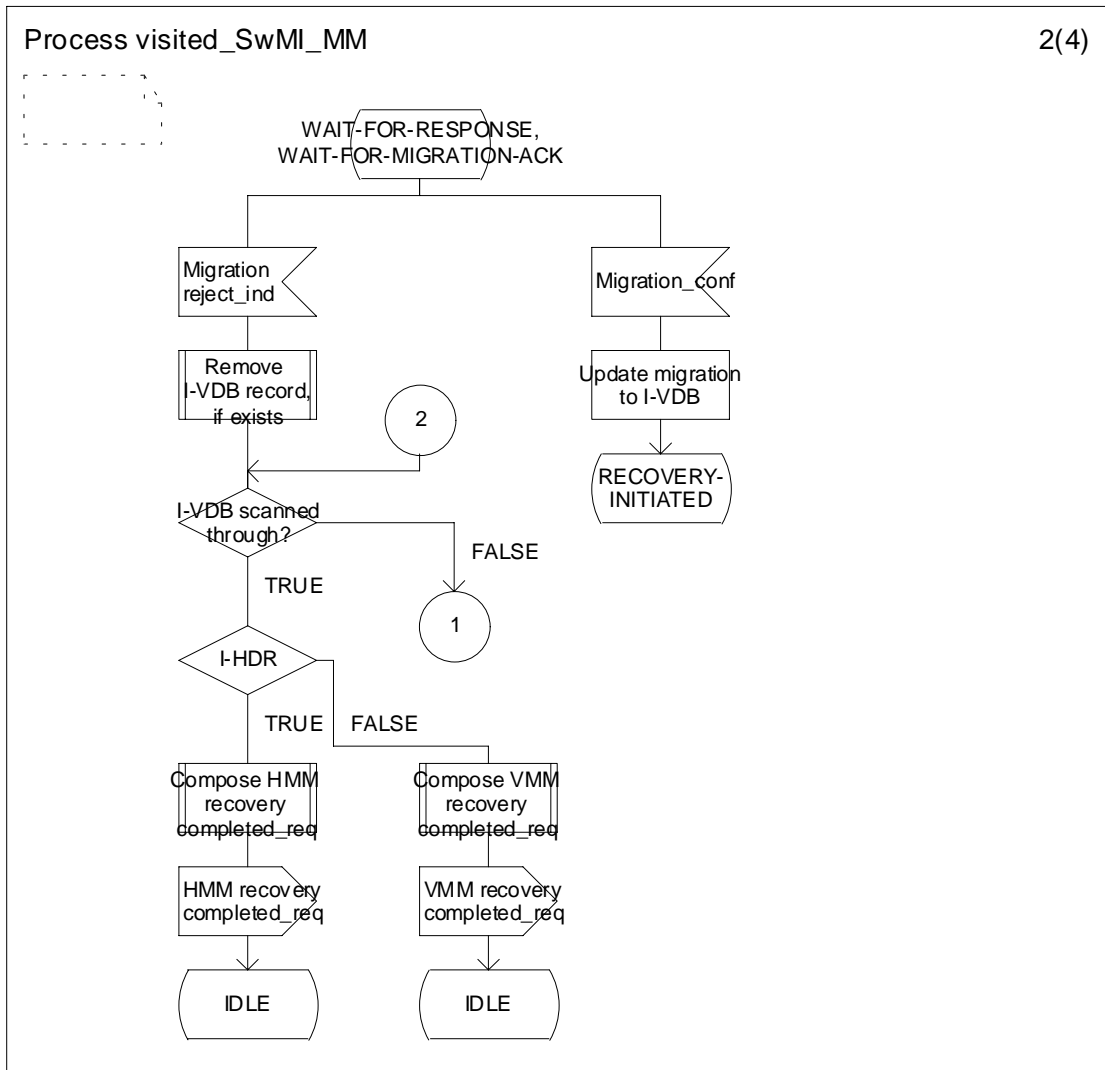 Process visited_SwMI_MM
2(4)
WAIT-FOR-RESPONSE,
WAIT-FOR-MIGRATION-ACK
Migration
reject_ind
Migration_conf
Remove
I-VDB record,
if exists
Update migration
to I-VDB
2
RECOVERY-
INITIATED
I-VDB scanned
through?
FALSE
TRUE
1
I-HDR
TRUE
FALSE
Compose HMM
recovery
completed_req
Compose VMM
recovery
completed_req
HMM recovery
completed_req
VMM recovery
completed_req
IDLE
IDLE